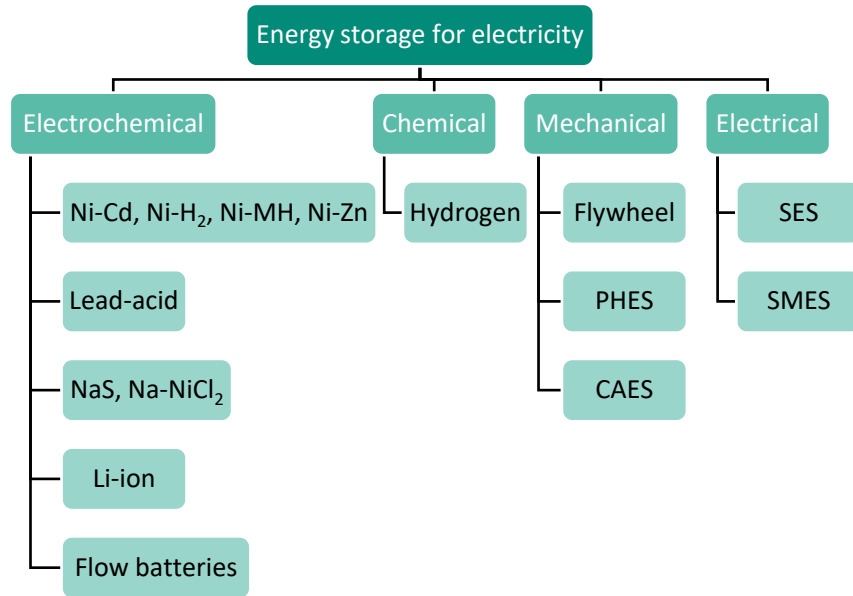 Energy storage for electricity
Electrochemical
Chemical
Mechanical
Electrical
Ni-Cd, Ni-H₂, Ni-MH, Ni-Zn
Hydrogen
Flywheel
SES
Lead-acid
PHES
SMES
NaS, Na-NiCl₂
CAES
Li-ion
Flow batteries